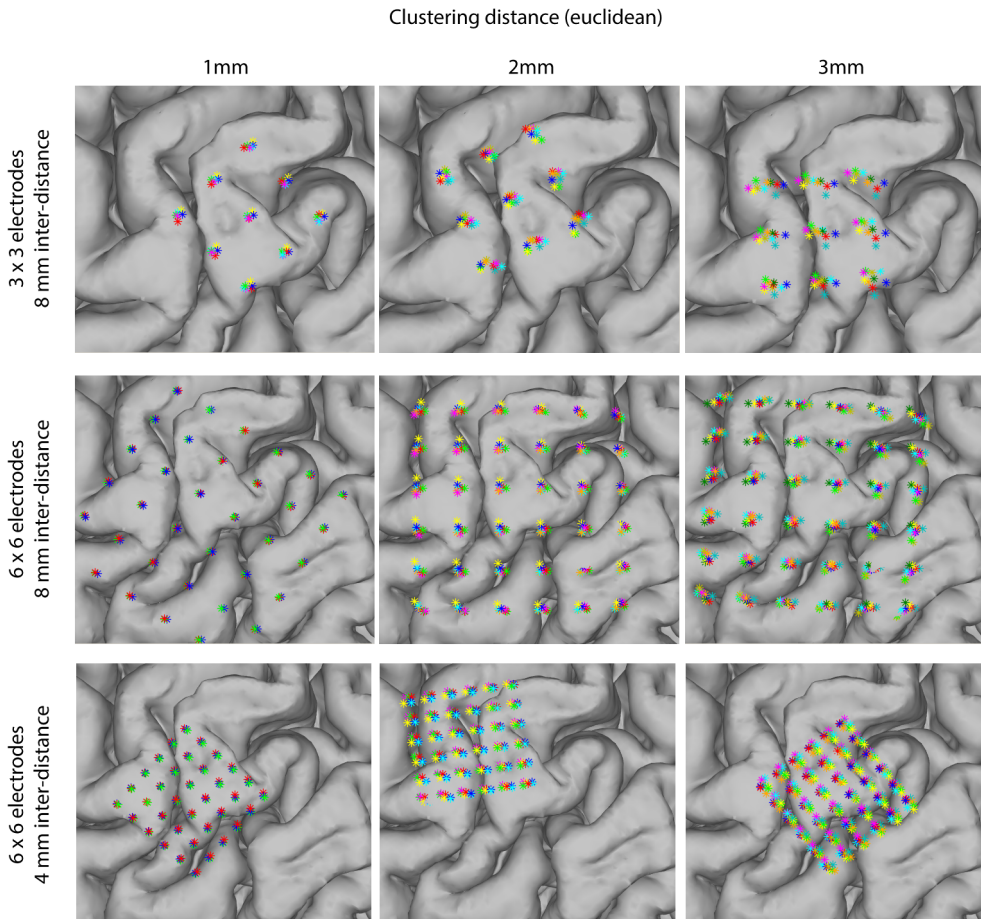 Clustering distance (euclidean)
1mm
2mm
3mm
3 x 3 electrodes
8 mm inter-distance
6 x 6 electrodes
8 mm inter-distance
6 x 6 electrodes
4 mm inter-distance